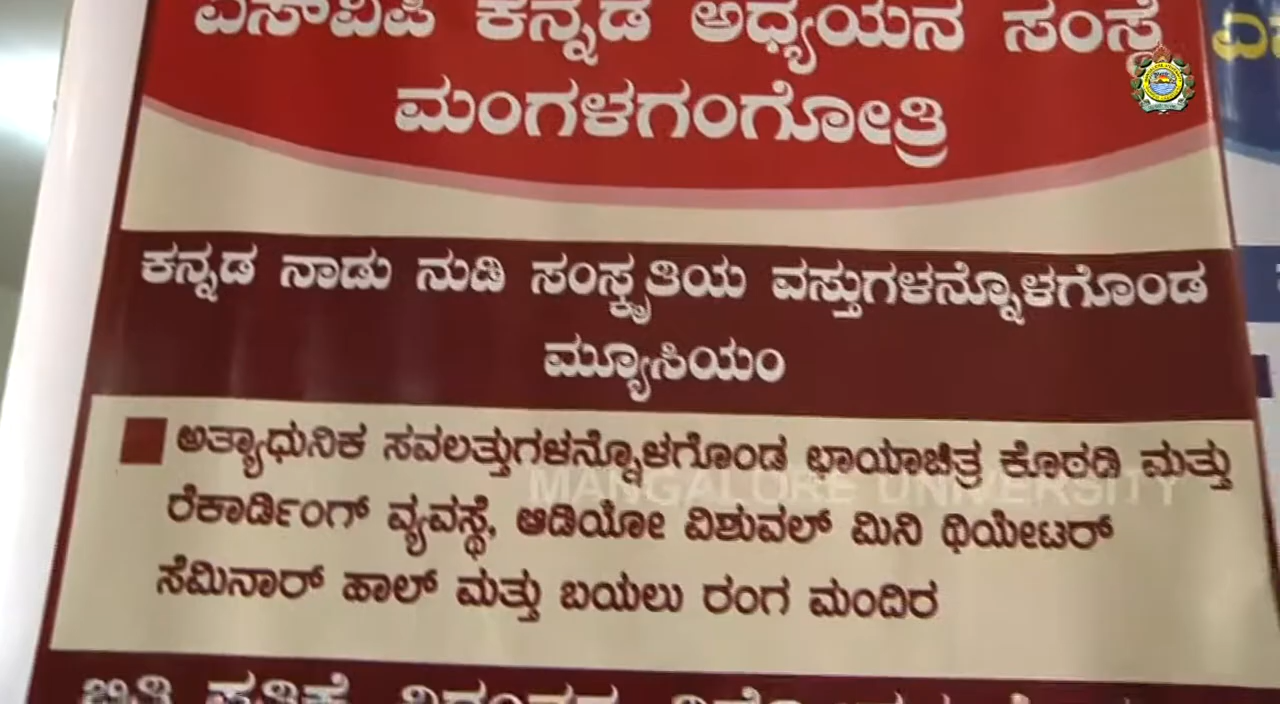 ಎಸ್‌ವಿಪಿ ಕನ್ನಡ ಅಧ್ಯಯನ ಸಂಸ್ಥೆ
ಮಂಗಳಗಂಗೋತ್ರಿ
ಕನ್ನಡ ನಾಡು ನುಡಿ ಸಂಸ್ಕೃತಿಯ ವಸ್ತುಗಳನ್ನೊಳಗೊಂಡ
ಮ್ಯೂಸಿಯಂ
ಅತ್ಯಾಧುನಿಕ ಸವಲತ್ತುಗಳನ್ನೊಳಗೊಂಡ ಛಾಯಾಚಿತ್ರ ಕೊಠಡಿ ಮತ್ತು
MANGALORE UNIVERSITY
ರೆಕಾರ್ಡಿಂಗ್ ವ್ಯವಸ್ಥೆ, ಆಡಿಯೋ ವಿಶುವಲ್ ಮಿನಿ ಥಿಯೇಟರ್
ಸೆಮಿನಾರ್ ಹಾಲ್ ಮತ್ತು ಬಯಲು ರಂಗ ಮಂದಿರ